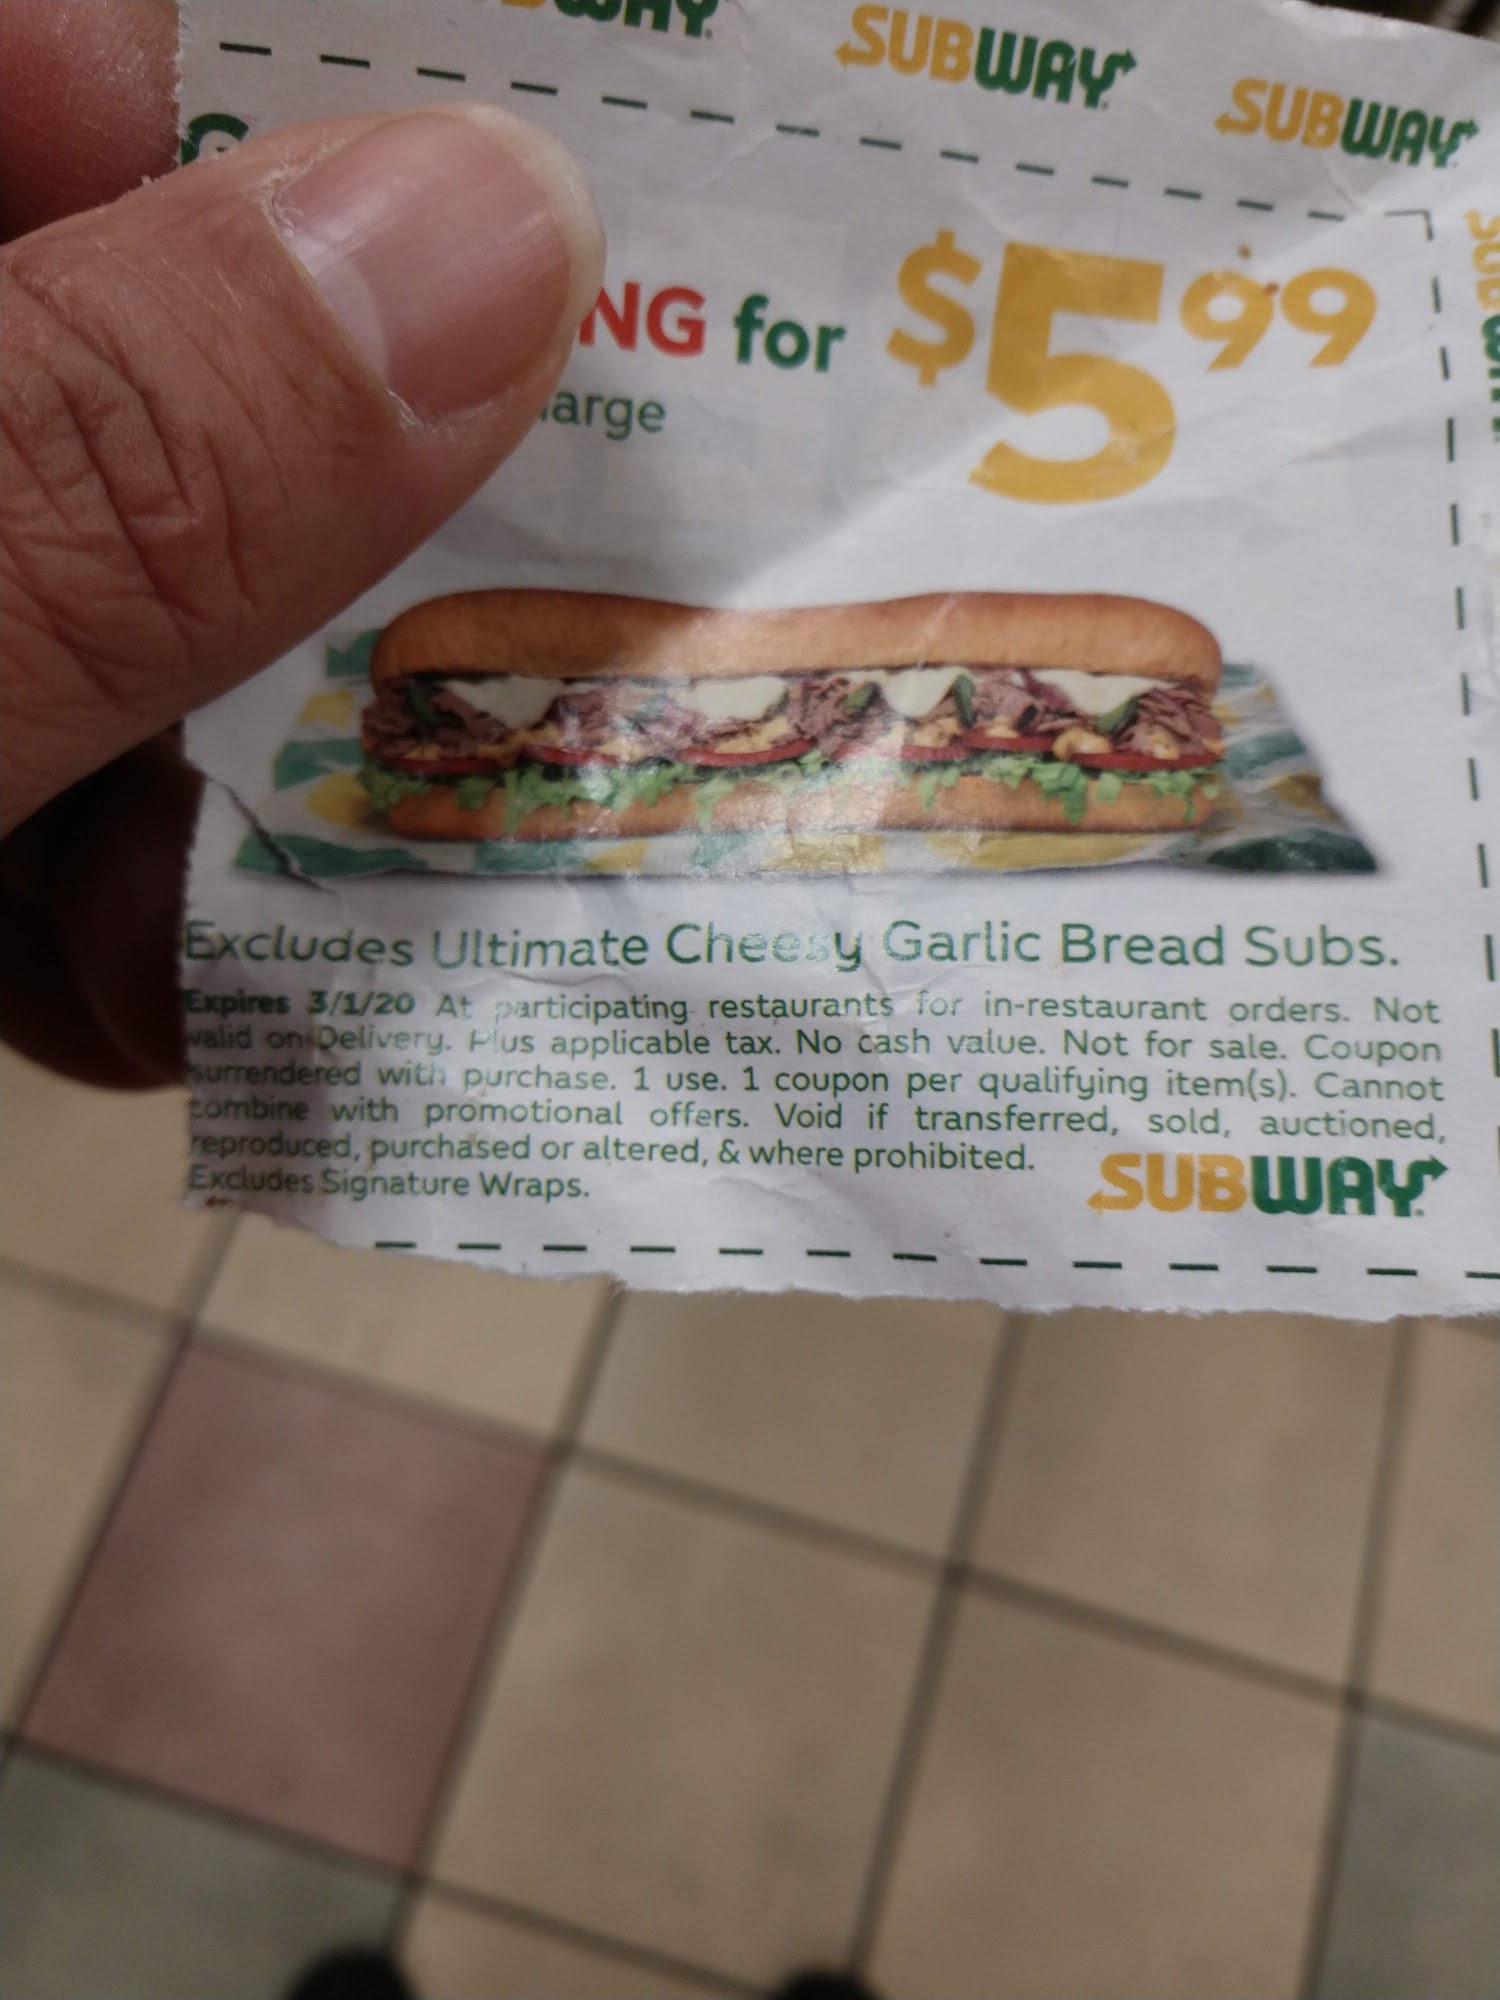 SUBWAY
SUBWAY
SUBWAY
NG for $5.99
arge
Excludes Ultimate Cheesy Garlic Bread Subs.
Expires 3/1/20 At participating restaurants for in-restaurant orders. Not
valid on Delivery. Plus applicable tax. No cash value. Not for sale. Coupon
surrendered with purchase. 1 use. 1 coupon per qualifying item(s). Cannot
combine with promotional offers. Void if transferred, sold, auctioned,
reproduced, purchased or altered, & where prohibited.
Excludes Signature Wraps.
SUBWAY
SUBWAY